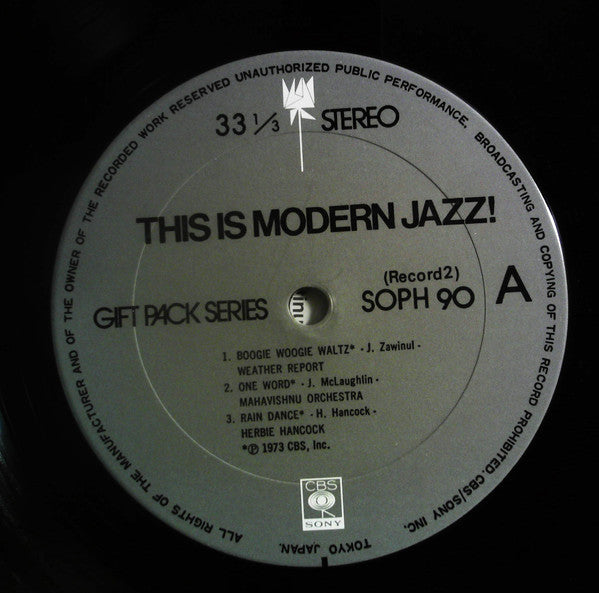 ALL RIGHTS OF THE MANUFACTURER AND OF THE OWNER OF THE RECORDED WORK RESERVED UNAUTHORIZED PUBLIC PERFORMANCE, BROADCASTING AND COPYING OF THIS RECORD PROHIBITED. CBS/SONY INC. TOKYO JAPAN.
33 1/3 STEREO
THIS IS MODERN JAZZ!
(Record2)
GIFT PACK SERIES SOPH 90 A
1. BOOGIE WOOGIE WALTZ* - J. Zawinul -
WEATHER REPORT
2. ONE WORD* - J. McLaughlin -
MAHAVISHNU ORCHESTRA
3. RAIN DANCE* - H. Hancock -
HERBIE HANCOCK
*Ⓟ 1973 CBS, Inc.
CBS
SONY